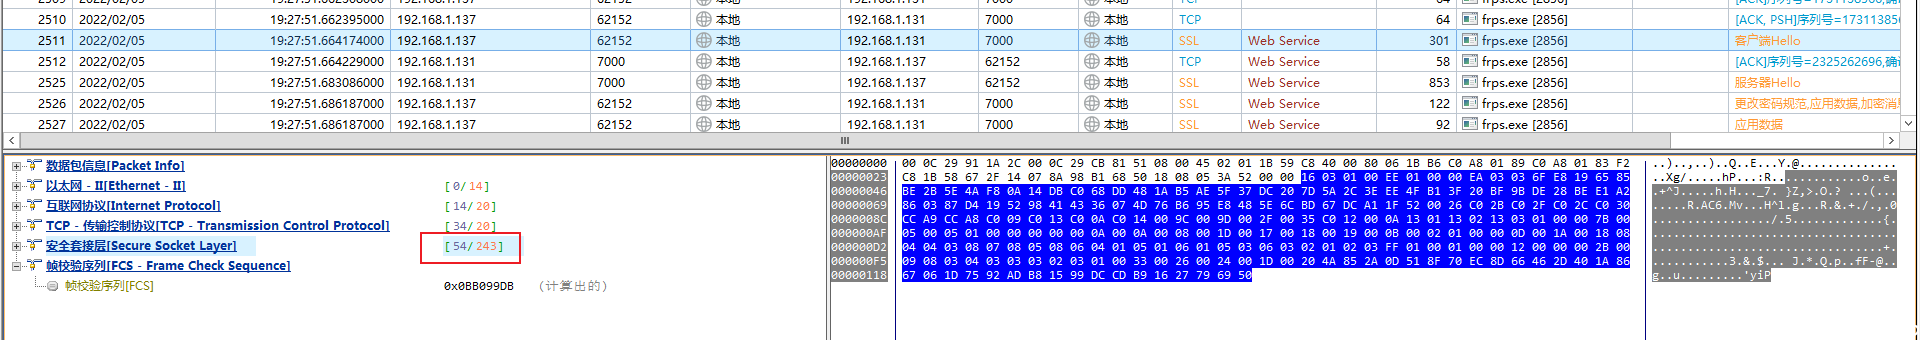 2510 2022/02/05 19:27:51.662395000 192.168.1.137 62152 本地 192.168.1.131 7000 本地 TCP 64 frps.exe [2856] [ACK, PSH]序列号=173113856
2511 2022/02/05 19:27:51.664174000 192.168.1.137 62152 本地 192.168.1.131 7000 本地 SSL Web Service 301 frps.exe [2856] 客户端Hello
2512 2022/02/05 19:27:51.664229000 192.168.1.131 7000 本地 192.168.1.137 62152 本地 TCP Web Service 58 frps.exe [2856] [ACK]序列号=2325262696,确认
2525 2022/02/05 19:27:51.683086000 192.168.1.131 7000 本地 192.168.1.137 62152 本地 SSL Web Service 853 frps.exe [2856] 服务器Hello
2526 2022/02/05 19:27:51.686187000 192.168.1.137 62152 本地 192.168.1.131 7000 本地 SSL Web Service 122 frps.exe [2856] 更改密码规范,应用数据,加密消息
2527 2022/02/05 19:27:51.686187000 192.168.1.137 62152 本地 192.168.1.131 7000 本地 SSL Web Service 92 frps.exe [2856] 应用数据
数据包信息[Packet Info]
以太网 - II[Ethernet - II] [0/14]
互联网协议[Internet Protocol] [14/20]
TCP - 传输控制协议[TCP - Transmission Control Protocol] [34/20]
安全套接层[Secure Socket Layer] [54/243]
帧校验序列[FCS - Frame Check Sequence]
帧校验序列[FCS] 0x0BB099DB (计算出的)
00000000 00 0C 29 91 1A 2C 00 0C 29 CB 81 51 08 00 45 02 01 1B 59 C8 40 00 80 06 1B B6 C0 A8 01 89 C0 A8 01 83 F2 ..)..,..)..Q..E...Y.@..............
00000023 C8 1B 58 67 2F 14 07 8A 98 B1 68 50 18 08 05 3A 52 00 00 16 03 01 00 EE 01 00 00 EA 03 03 6F E8 19 65 85 ..Xg/.....hP...:R.............o..e.
00000046 BE 2B 5E 4A F8 0A 14 DB C0 68 DD 48 1A B5 AE 5F 37 DC 20 7D 5A 2C 3E EE 4F B1 3F 20 BF 9B DE 28 BE E1 A2 .+^J.....h.H..._7. }Z,>.O.? ...(...
00000069 86 03 87 D4 19 52 98 41 43 36 07 4D 76 B6 95 E8 48 5E 6C BD 67 DC A1 1F 52 00 26 C0 2B C0 2F C0 2C C0 30 .....R.AC6.Mv...H^l.g...R.&.+./.,.0
0000008C CC A9 CC A8 C0 09 C0 13 C0 0A C0 14 00 9C 00 9D 00 2F 00 35 C0 12 00 0A 13 01 13 02 13 03 01 00 00 7B 00 ................./.5.............{.
000000AF 05 00 05 01 00 00 00 00 00 0A 00 0A 00 08 00 1D 00 17 00 18 00 19 00 0B 00 02 01 00 00 0D 00 1A 00 18 08 ...................................
000000D2 04 04 03 08 07 08 05 08 06 04 01 05 01 06 01 05 03 06 03 02 01 02 03 FF 01 00 01 00 00 12 00 00 00 2B 00 .................................+.
000000F5 09 08 03 04 03 03 03 02 03 01 00 33 00 26 00 24 00 1D 00 20 4A 85 2A 0D 51 8F 70 EC 8D 66 46 2D 40 1A 86 ...........3.&.$... J.*.Q.p..fF-@..
00000118 67 06 1D 75 92 AD B8 15 99 DC CD B9 16 27 79 69 50 g..u.........'yiP